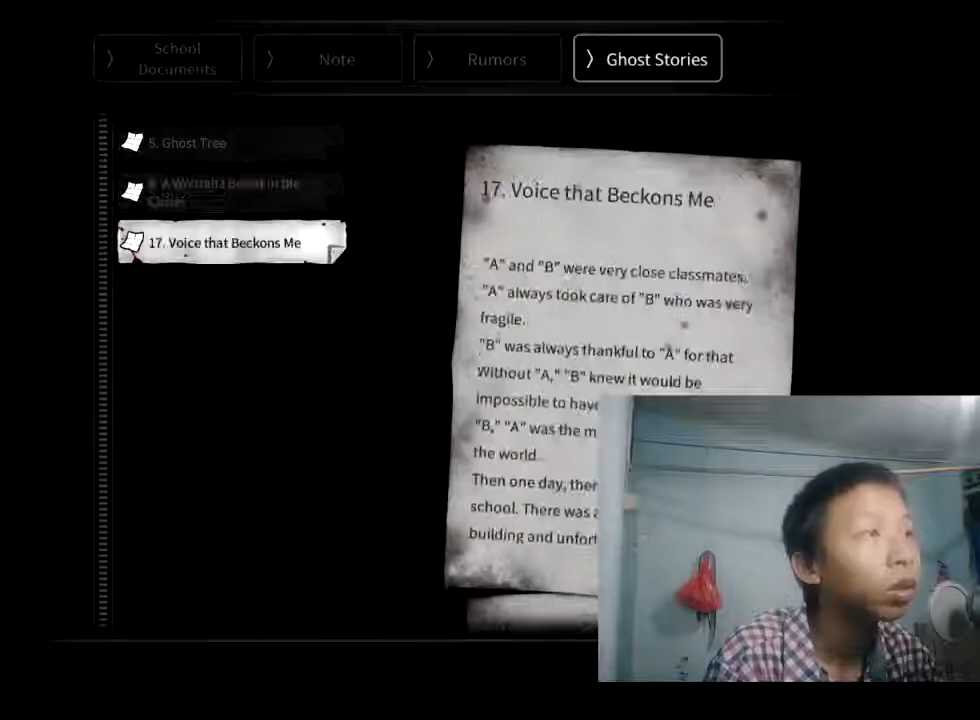 School
Documents
Note
Rumors
Ghost Stories
5. Ghost Tree
17. Voice that Beckons Me
17. Voice that Beckons Me
"A" and "B" were very close classmates.
"A" always took care of "B" who was very
fragile.
"B" was always thankful to "A" for that
Without "A," "B" knew it would be
impossible to have
"B," "A" was the m
the world
Then one day, ther
school. There was a
building and unfort